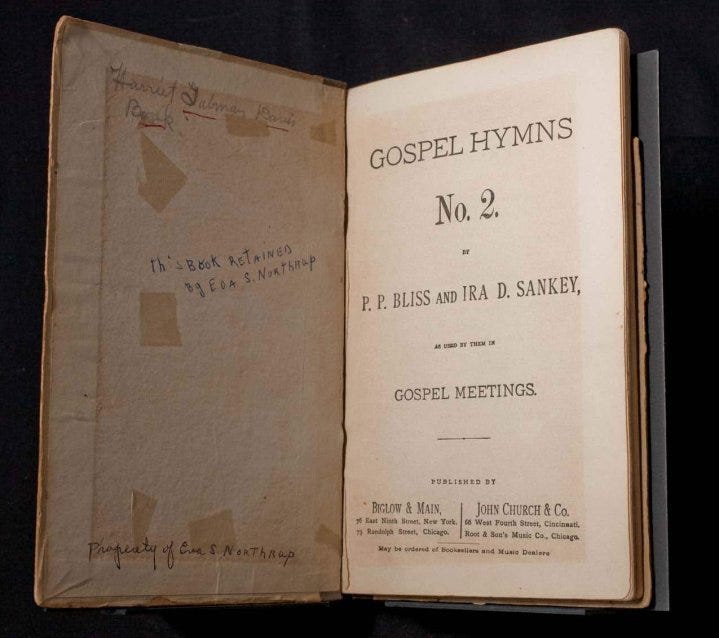 Harriet Tubman Davis
Book
This BOOK RETAINED
By EVA S. NORTHRUP
Property of Eva S. NORTHRUP
GOSPEL HYMNS
No. 2.
BY
P. P. BLISS AND IRA D. SANKEY,
AS USED BY THEM IN
GOSPEL MEETINGS.
PUBLISHED BY
BIGLOW & MAIN,
76 East Ninth Street, New York.
73 Randolph Street, Chicago.
JOHN CHURCH & Co.
66 West Fourth Street, Cincinnati.
Root & Son's Music Co., Chicago.
May be ordered of Booksellers and Music Dealers